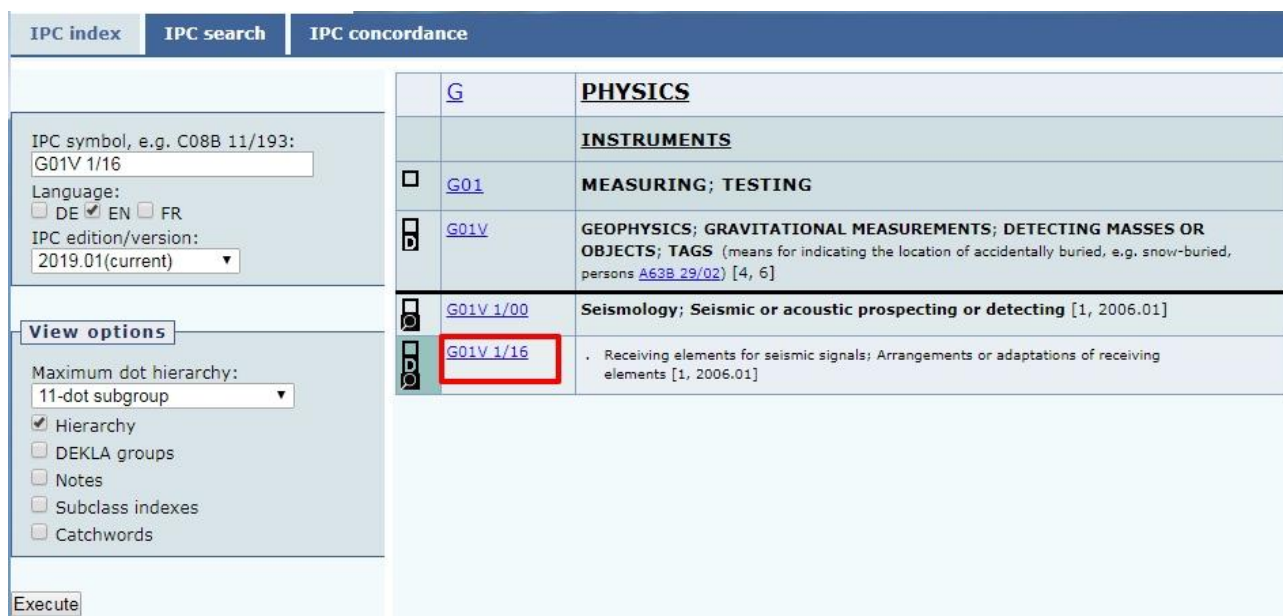 IPC index
IPC search
IPC concordance
IPC symbol, e.g. C08B 11/193:
G01V 1/16
Language:
DE EN FR
IPC edition/version:
2019.01(current)
View options
Maximum dot hierarchy:
11-dot subgroup
Hierarchy
DEKLA groups
Notes
Subclass indexes
Catchwords
Execute
G PHYSICS
INSTRUMENTS
G01 MEASURING; TESTING
D G01V GEOPHYSICS; GRAVITATIONAL MEASUREMENTS; DETECTING MASSES OR
OBJECTS; TAGS (means for indicating the location of accidentally buried, e.g. snow-buried,
persons A63B 29/02) [4, 6]
G01V 1/00 Seismology; Seismic or acoustic prospecting or detecting [1, 2006.01]
D G01V 1/16 . Receiving elements for seismic signals; Arrangements or adaptations of receiving
elements [1, 2006.01]